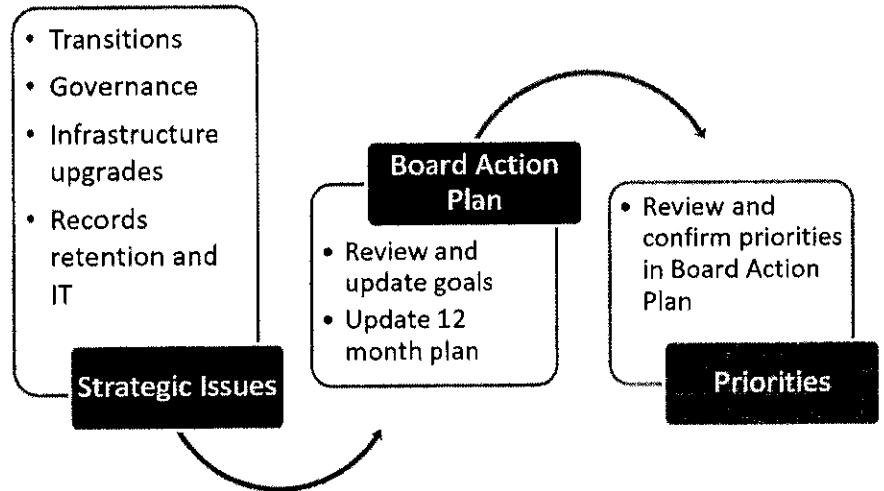 • Transitions
• Governance
• Infrastructure
upgrades
• Records
retention and
IT
Strategic Issues
Board Action
Plan
• Review and
update goals
• Update 12
month plan
• Review and
confirm priorities
in Board Action
Plan
Priorities